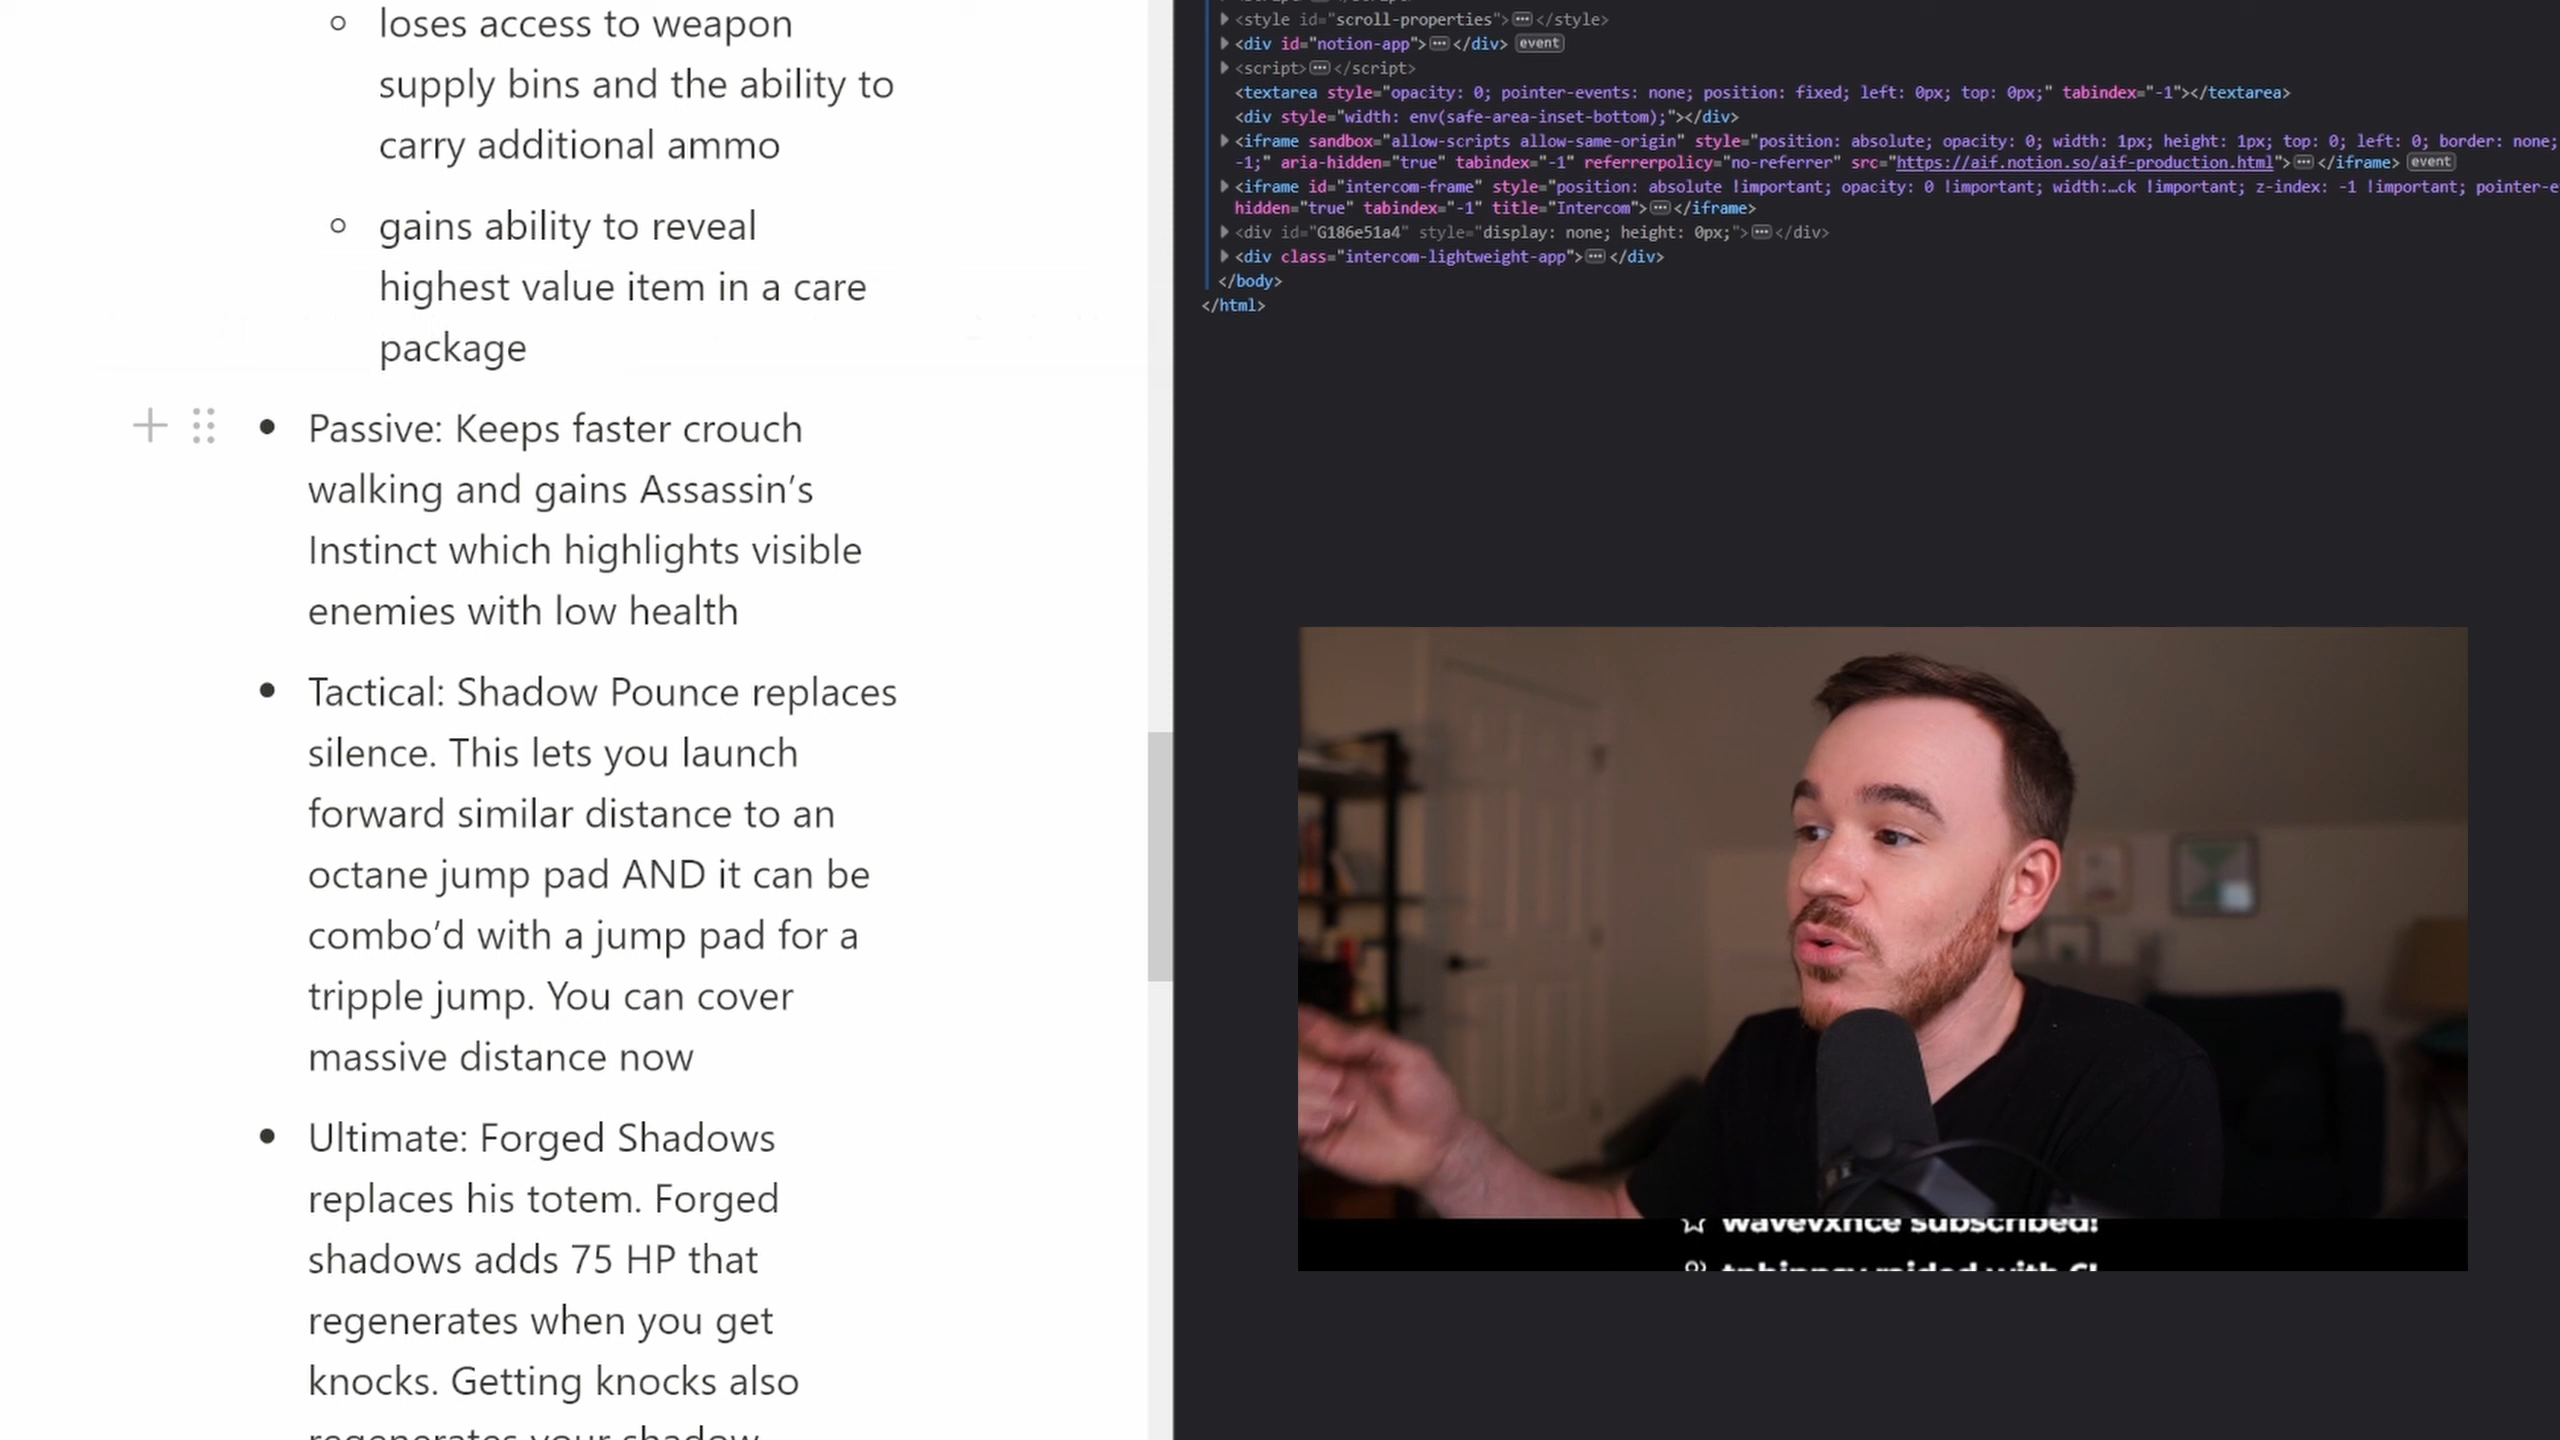 loses access to weapon
supply bins and the ability to
carry additional ammo
gains ability to reveal
highest value item in a care
package
Passive: Keeps faster crouch
walking and gains Assassin’s
Instinct which highlights visible
enemies with low health
Tactical: Shadow Pounce replaces
silence. This lets you launch
forward similar distance to an
octane jump pad AND it can be
combo’d with a jump pad for a
tripple jump. You can cover
massive distance now
Ultimate: Forged Shadows
replaces his totem. Forged
shadows adds 75 HP that
regenerates when you get
knocks. Getting knocks also
regenerates your shadow
<style id="scroll-properties"></style>
<div id="notion-app"></div> event
<script></script>
<textarea style="opacity: 0; pointer-events: none; position: fixed; left: 0px; top: 0px;" tabindex="-1"></textarea>
<div style="width: env(safe-area-inset-bottom);"></div>
<iframe sandbox="allow-scripts allow-same-origin" style="position: absolute; opacity: 0; width: 1px; height: 1px; top: 0; left: 0; border: none;
-1;" aria-hidden="true" tabindex="-1" referrerpolicy="no-referrer" src="https://aif.notion.so/aif-production.html"></iframe> event
<iframe id="intercom-frame" style="position: absolute !important; opacity: 0 !important; width:…ck !important; z-index: -1 !important; pointer-e
hidden="true" tabindex="-1" title="Intercom"></iframe>
<div id="G186e51a4" style="display: none; height: 0px;"></div>
<div class="intercom-lightweight-app"></div>
</body>
</html>
wavevxnce subscribed!
raided with